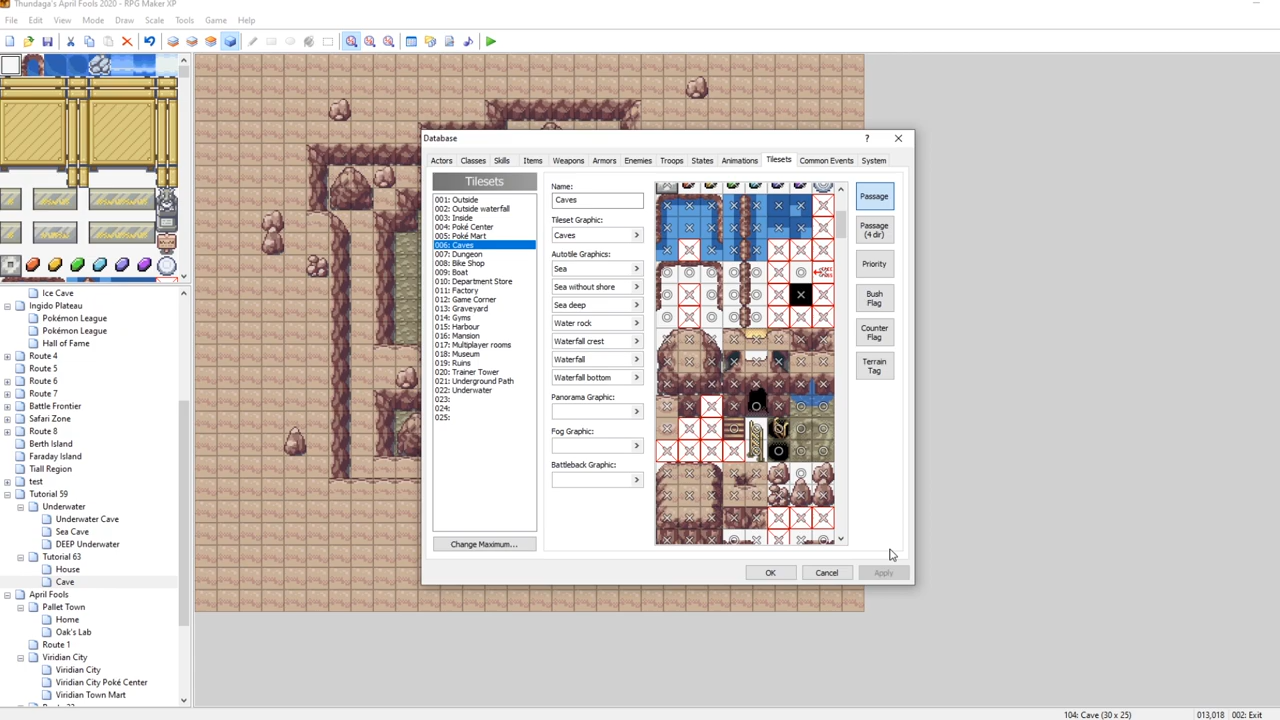 Thundaga's April Fools 2020 - RPG Maker XP
File Edit View Mode Draw Scale Tools Game Help
Database
Actors Classes Skills Items Weapons Armors Enemies Troops States Animations Tilesets Common Events System
Tilesets
001: Outside
002: Outside waterfall
003: Inside
004: Poké Center
005: Poké Mart
006: Caves
007: Dungeon
008: Bike Shop
009: Boat
010: Department Store
011: Factory
012: Game Corner
013: Graveyard
014: Gyms
015: Harbour
016: Mansion
017: Multiplayer rooms
018: Museum
019: Ruins
020: Trainer Tower
021: Underground Path
022: Underwater
023:
024:
025:
Change Maximum...
Name:
Caves
Tileset Graphic:
Caves
Autotile Graphics:
Sea
Sea without shore
Sea deep
Water rock
Waterfall crest
Waterfall
Waterfall bottom
Panorama Graphic:
Fog Graphic:
Battleback Graphic:
Passage
Passage
(4 dir)
Priority
Bush
Flag
Counter
Flag
Terrain
Tag
OK Cancel Apply
Ice Cave
Ingido Plateau
Pokémon League
Pokémon League
Hall of Fame
Route 4
Route 5
Route 6
Route 7
Battle Frontier
Safari Zone
Route 8
Berth Island
Faraday Island
Tiall Region
test
Tutorial 59
Underwater
Underwater Cave
Sea Cave
DEEP Underwater
Tutorial 63
House
Cave
April Fools
Pallet Town
Home
Oak's Lab
Route 1
Viridian City
Viridian City
Viridian City Poké Center
Viridian Town Mart
104: Cave (30 x 25) 013,018 002: Exit